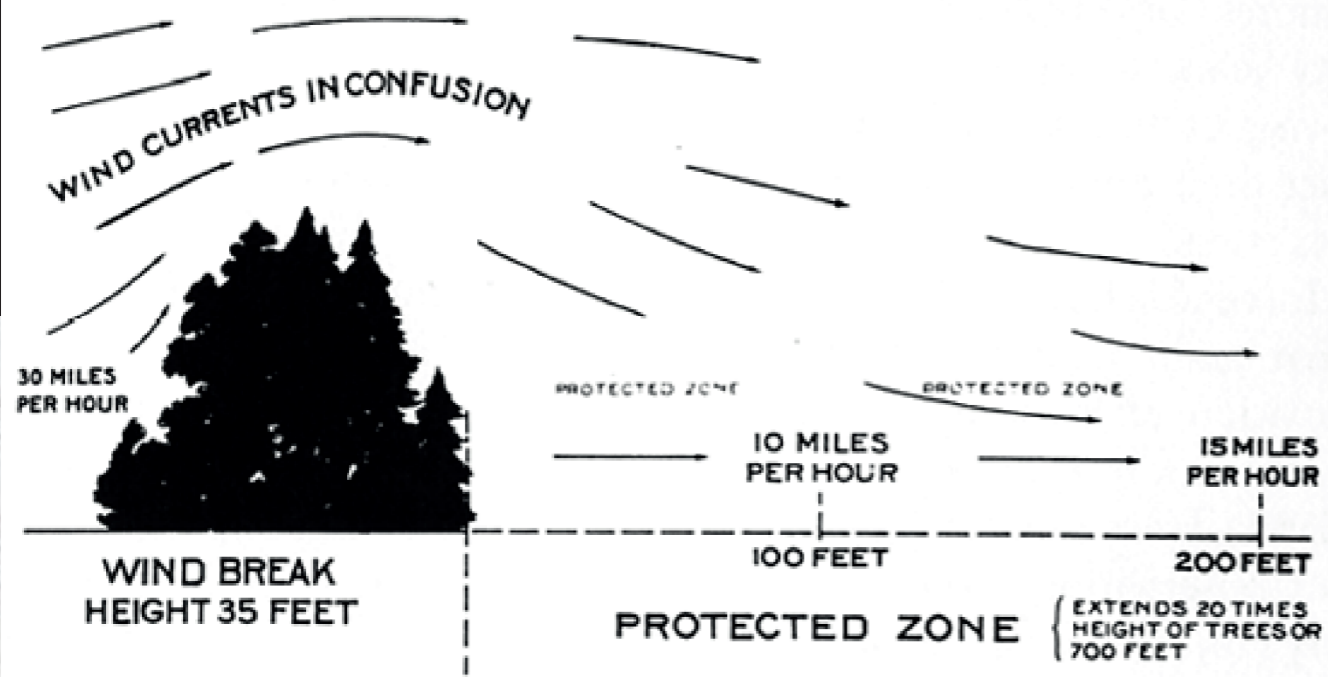 WIND CURRENTS IN CONFUSION
30 MILES
PER HOUR
PROTECTED ZONE
PROTECTED ZONE
10 MILES
PER HOUR
15 MILES
PER HOUR
100 FEET
200 FEET
WIND BREAK
HEIGHT 35 FEET
PROTECTED ZONE
EXTENDS 20 TIMES
HEIGHT OF TREES OR
700 FEET